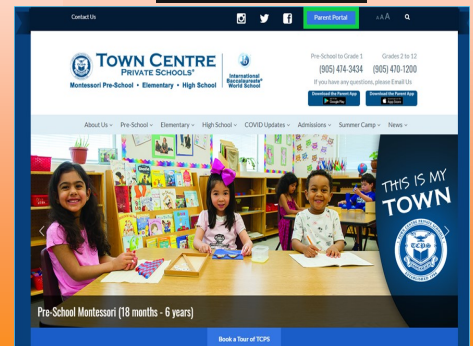 Contact Us
Parent Portal
A A A
TOWN CENTRE
PRIVATE SCHOOLS®
Montessori Pre-School • Elementary • High School
International
Baccalaureate®
World School
Pre-School to Grade 1 Grades 2 to 12
(905) 474-3434 (905) 470-1200
If you have any questions, please Email Us
Download the Parent App Download the Parent App
Google Play App Store
About Us Pre-School Elementary High School COVID Updates Admissions Summer Camp News
THIS IS MY
TOWN
TCPS
Pre-School Montessori (18 months - 6 years)
Book a Tour of TCPS